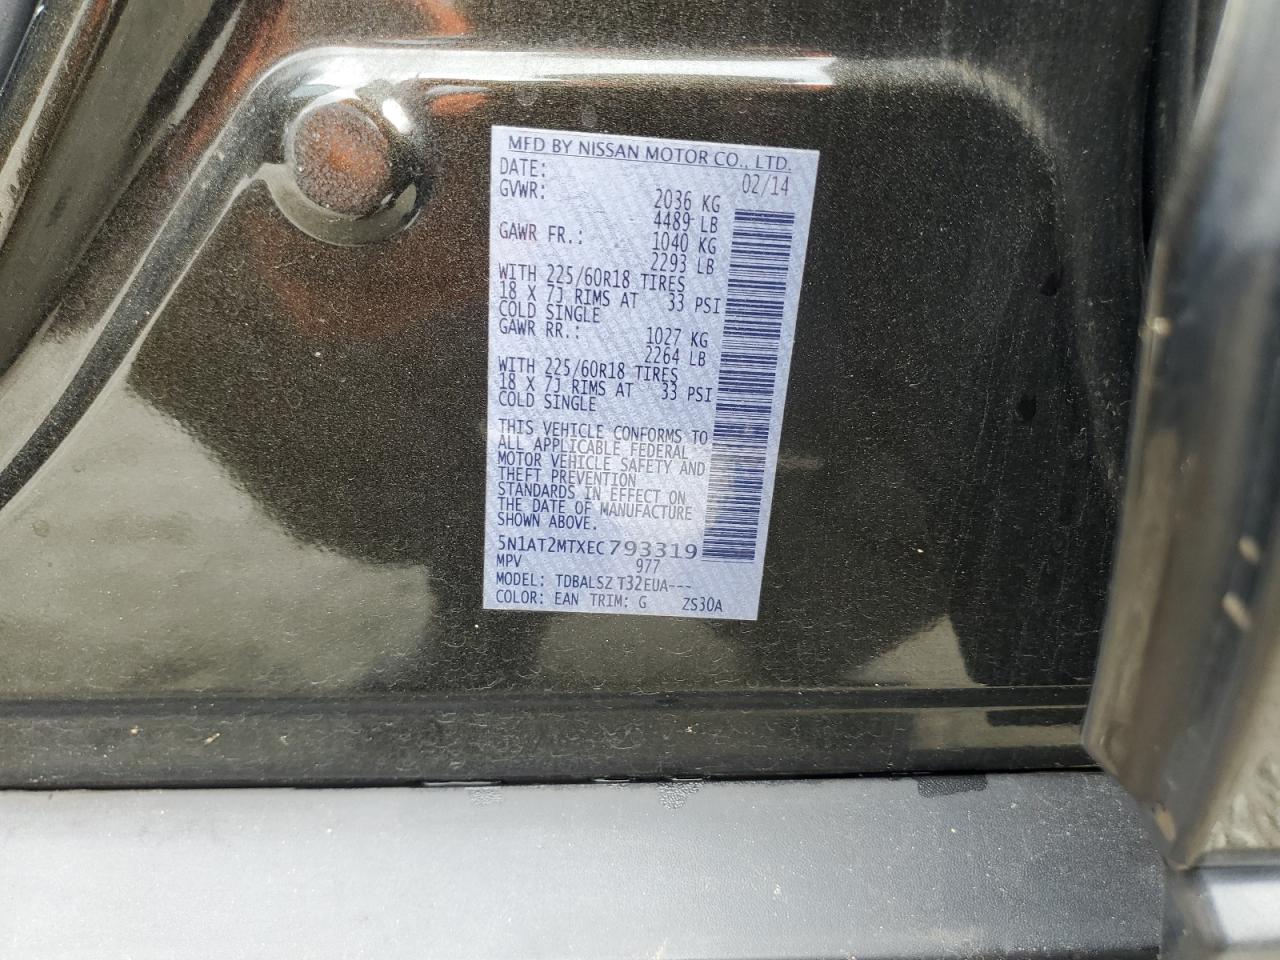 MFD BY NISSAN MOTOR CO., LTD.
DATE: 02/14
GVWR: 2036 KG
4489 LB
GAWR FR.: 1040 KG
2293 LB
WITH 225/60R18 TIRES
18 X 7J RIMS AT 33 PSI
COLD SINGLE
GAWR RR.: 1027 KG
2264 LB
WITH 225/60R18 TIRES
18 X 7J RIMS AT 33 PSI
COLD SINGLE
THIS VEHICLE CONFORMS TO
ALL APPLICABLE FEDERAL
MOTOR VEHICLE SAFETY AND
THEFT PREVENTION
STANDARDS IN EFFECT ON
THE DATE OF MANUFACTURE
SHOWN ABOVE.
5N1AT2MTXEC793319
MPV 977
MODEL: TDBALSZ T32EUA---
COLOR: EAN TRIM: G ZS30A